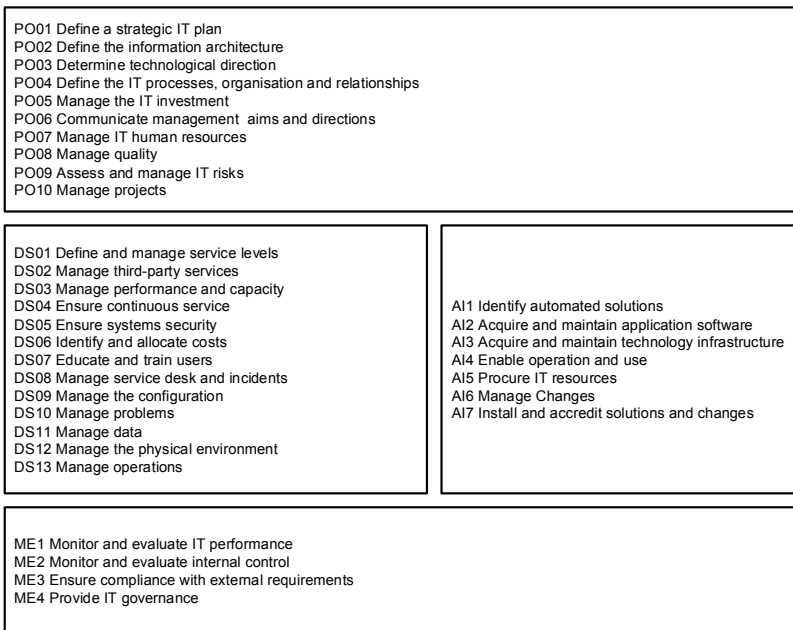 PO01 Define a strategic IT plan
PO02 Define the information architecture
PO03 Determine technological direction
PO04 Define the IT processes, organisation and relationships
PO05 Manage the IT investment
PO06 Communicate management aims and directions
PO07 Manage IT human resources
PO08 Manage quality
PO09 Assess and manage IT risks
PO10 Manage projects
DS01 Define and manage service levels
DS02 Manage third-party services
DS03 Manage performance and capacity
DS04 Ensure continuous service
DS05 Ensure systems security
DS06 Identify and allocate costs
DS07 Educate and train users
DS08 Manage service desk and incidents
DS09 Manage the configuration
DS10 Manage problems
DS11 Manage data
DS12 Manage the physical environment
DS13 Manage operations
AI1 Identify automated solutions
AI2 Acquire and maintain application software
AI3 Acquire and maintain technology infrastructure
AI4 Enable operation and use
AI5 Procure IT resources
AI6 Manage Changes
AI7 Install and accredit solutions and changes
ME1 Monitor and evaluate IT performance
ME2 Monitor and evaluate internal control
ME3 Ensure compliance with external requirements
ME4 Provide IT governance